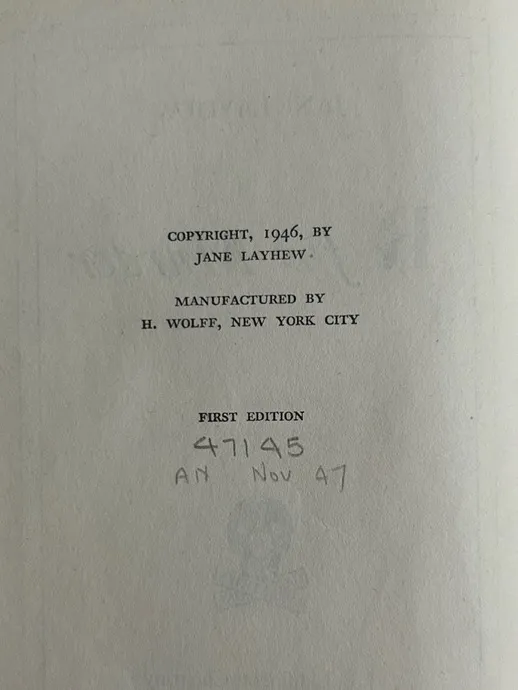 COPYRIGHT, 1946, BY
JANE LAYHEW.
MANUFACTURED BY
H. WOLFF, NEW YORK CITY
FIRST EDITION
47145
AN Nov 47